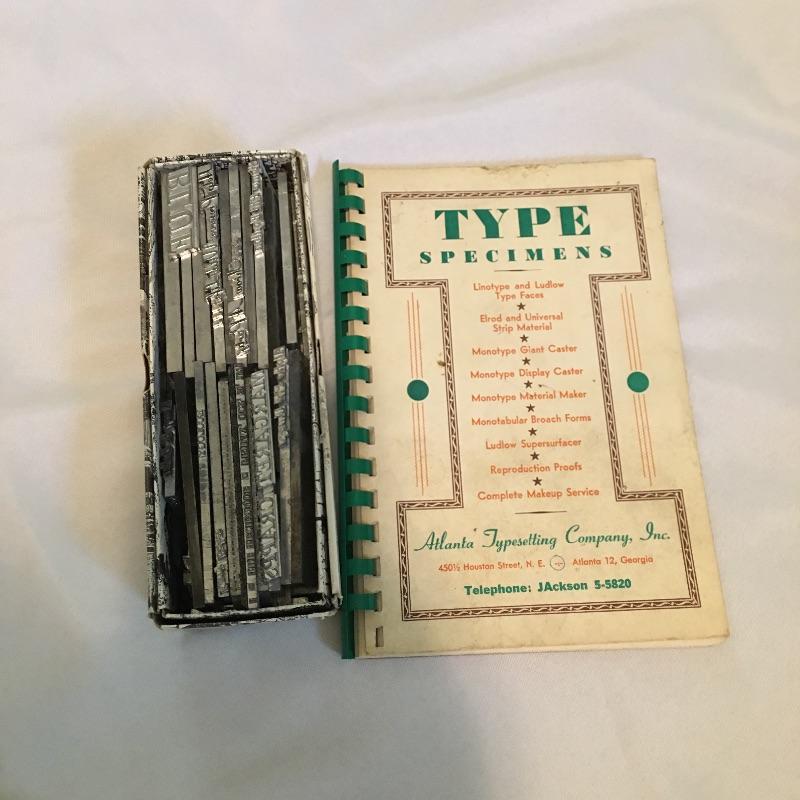 TYPE
SPECIMENS
Linotype and Ludlow
Type Faces
Elrod and Universal
Strip Material
Monotype Giant Caster
Monotype Display Caster
Monotype Material Maker
Monotabular Broach Forms
Ludlow Supersurfacer
Reproduction Proofs
Complete Makeup Service
Atlanta Typesetting Company, Inc.
450½ Houston Street, N. E. Atlanta 12, Georgia
Telephone: JAckson 5-5820